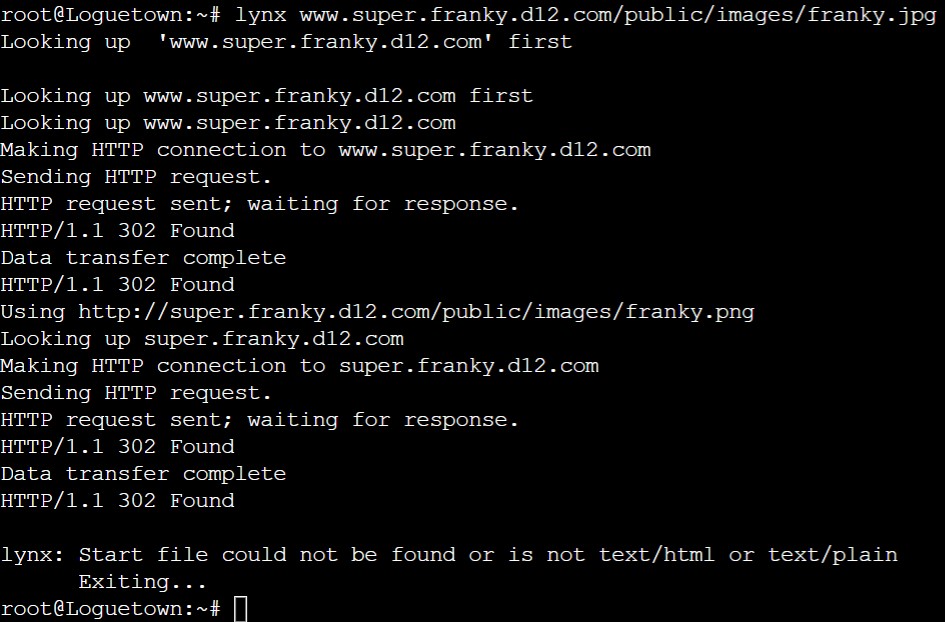 root@Loguetown:~# lynx www.super.franky.d12.com/public/images/franky.jpg
Looking up  'www.super.franky.d12.com' first
Looking up www.super.franky.d12.com first
Looking up www.super.franky.d12.com
Making HTTP connection to www.super.franky.d12.com
Sending HTTP request.
HTTP request sent; waiting for response.
HTTP/1.1 302 Found
Data transfer complete
HTTP/1.1 302 Found
Using http://super.franky.d12.com/public/images/franky.png
Looking up super.franky.d12.com
Making HTTP connection to super.franky.d12.com
Sending HTTP request.
HTTP request sent; waiting for response.
HTTP/1.1 302 Found
Data transfer complete
HTTP/1.1 302 Found
lynx: Start file could not be found or is not text/html or text/plain
      Exiting...
root@Loguetown:~#